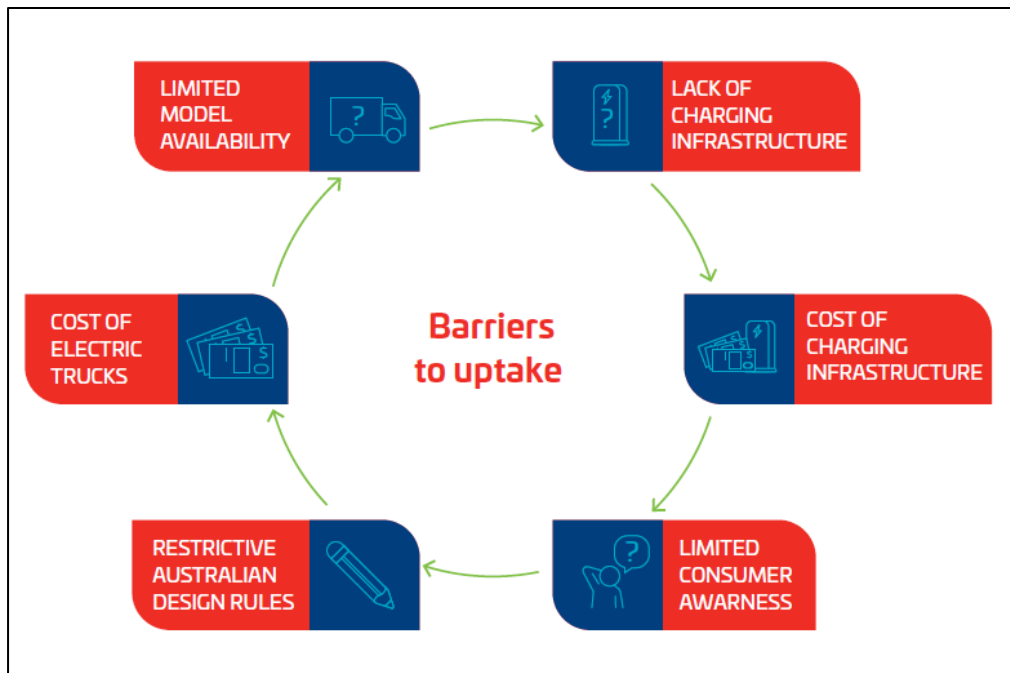 LIMITED
MODEL
AVAILABILITY
?
LACK OF
CHARGING
INFRASTRUCTURE
?
COST OF
ELECTRIC
TRUCKS
$
$
Barriers
to uptake
COST OF
CHARGING
INFRASTRUCTURE
$
$
RESTRICTIVE
AUSTRALIAN
DESIGN RULES
?
LIMITED
CONSUMER
AWARNESS